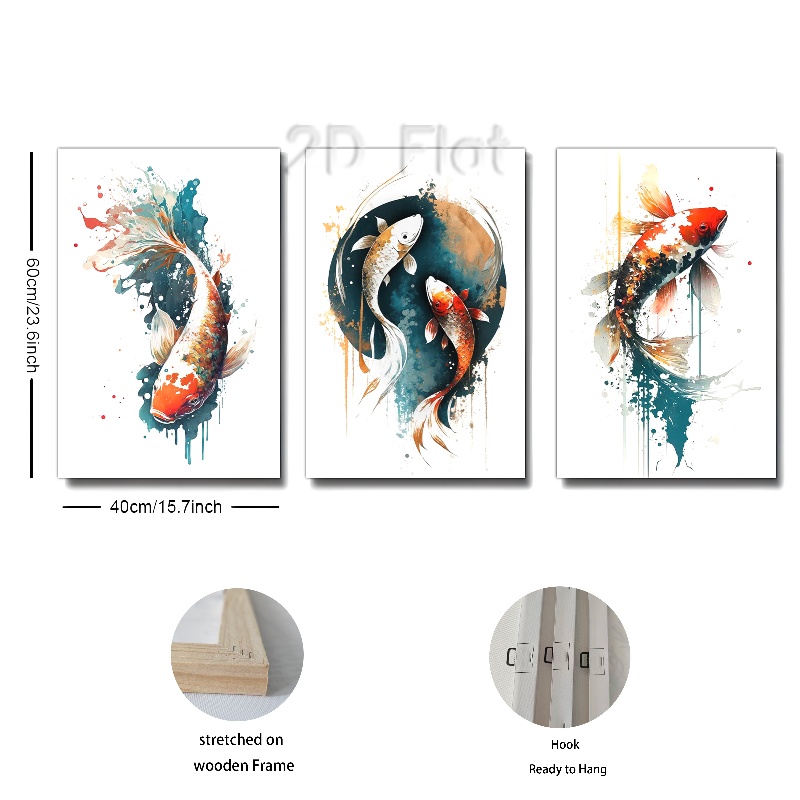 2D Flat
60cm/23.6inch
40cm/15.7inch
stretched on
wooden Frame
Hook
Ready to Hang